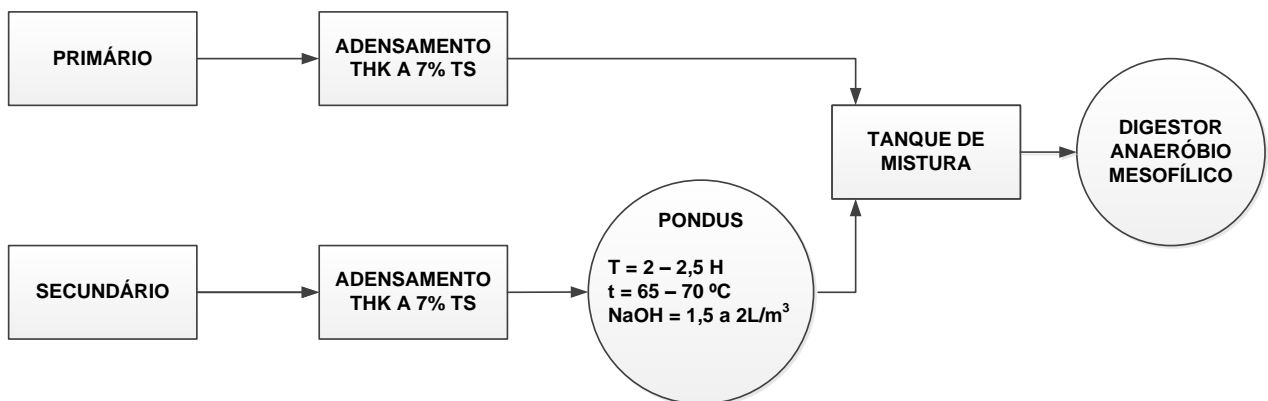 PRIMÁRIO
ADENSAMENTO
THK A 7% TS
TANQUE DE
MISTURA
DIGESTOR
ANAERÓBIO
MESOFÍLICO
SECUNDÁRIO
ADENSAMENTO
THK A 7% TS
PONDUS
T = 2 – 2,5 H
t = 65 – 70 ºC
NaOH = 1,5 a 2L/m³